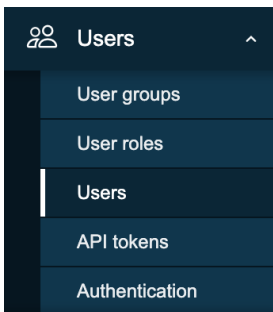 Users
User groups
User roles
Users
API tokens
Authentication